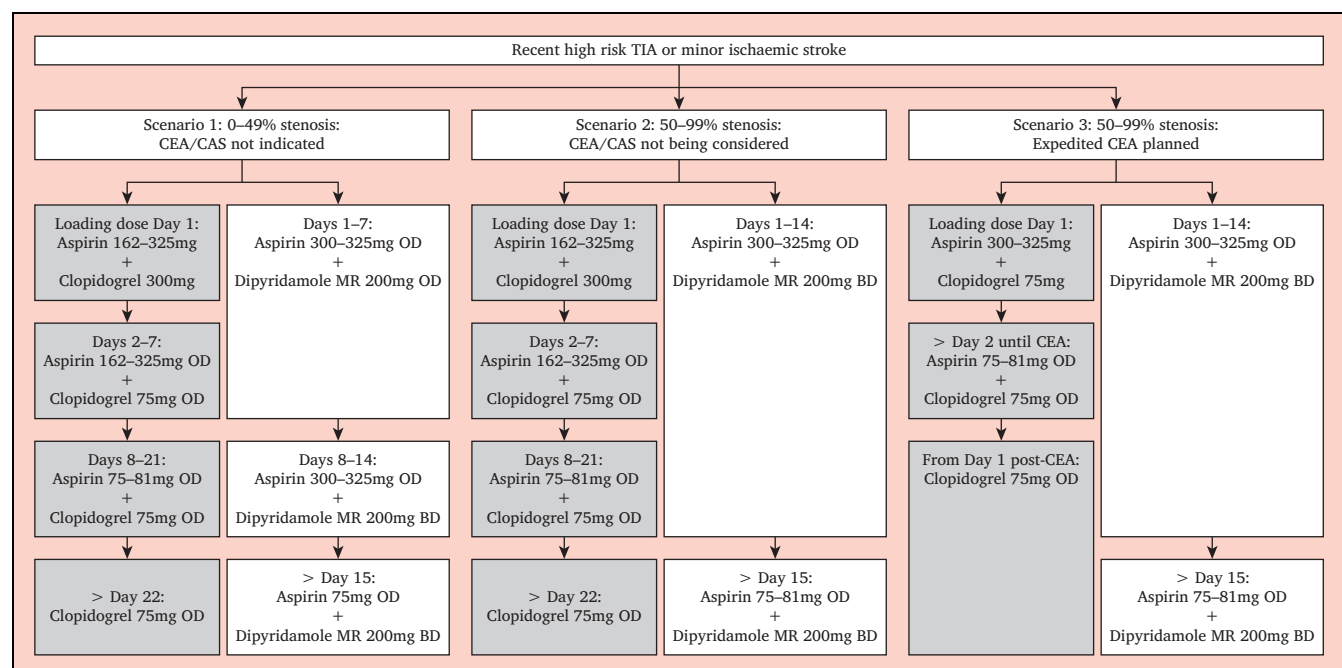 Recent high risk TIA or minor ischaemic stroke
Scenario 1: 0–49% stenosis:
CEA/CAS not indicated
Loading dose Day 1:
Aspirin 162–325mg
+
Clopidogrel 300mg
Days 2–7:
Aspirin 162–325mg OD
+
Clopidogrel 75mg OD
Days 8–21:
Aspirin 75–81mg OD
+
Clopidogrel 75mg OD
> Day 22:
Clopidogrel 75mg OD
Days 1–7:
Aspirin 300–325mg OD
+
Dipyridamole MR 200mg OD
Days 8–14:
Aspirin 300–325mg OD
+
Dipyridamole MR 200mg BD
> Day 15:
Aspirin 75mg OD
+
Dipyridamole MR 200mg BD
Scenario 2: 50–99% stenosis:
CEA/CAS not being considered
Loading dose Day 1:
Aspirin 162–325mg
+
Clopidogrel 300mg
Days 2–7:
Aspirin 162–325mg OD
+
Clopidogrel 75mg OD
Days 8–21:
Aspirin 75–81mg OD
+
Clopidogrel 75mg OD
> Day 22:
Clopidogrel 75mg OD
Days 1–14:
Aspirin 300–325mg OD
+
Dipyridamole MR 200mg BD
> Day 15:
Aspirin 75–81mg OD
+
Dipyridamole MR 200mg BD
Scenario 3: 50–99% stenosis:
Expedited CEA planned
Loading dose Day 1:
Aspirin 300–325mg
+
Clopidogrel 75mg
> Day 2 until CEA:
Aspirin 75–81mg OD
+
Clopidogrel 75mg OD
From Day 1 post-CEA:
Clopidogrel 75mg OD
Days 1–14:
Aspirin 300–325mg OD
+
Dipyridamole MR 200mg BD
> Day 15:
Aspirin 75–81mg OD
+
Dipyridamole MR 200mg BD